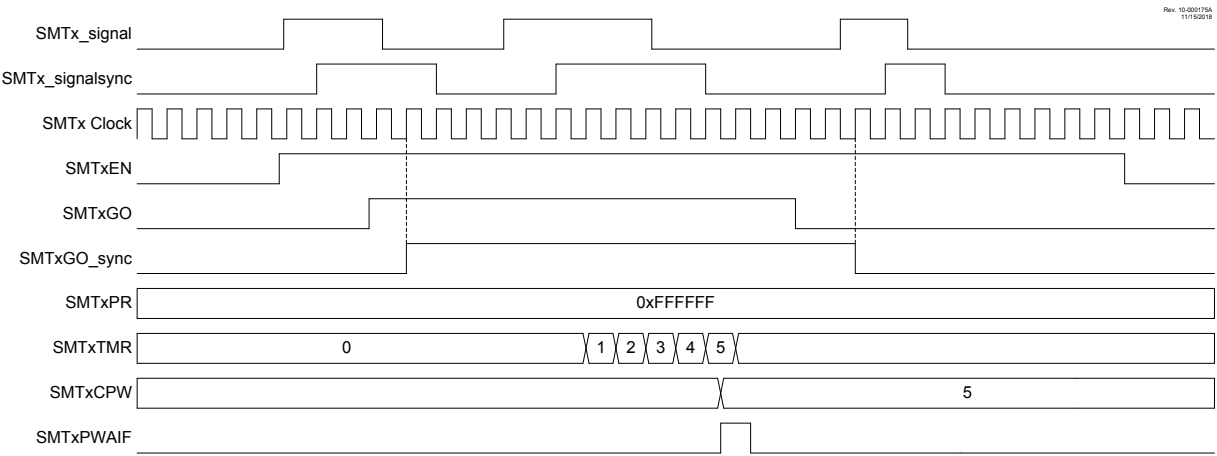 Rev. 10-000175A
11/15/2018
SMTx_signal
SMTx_signalsync
SMTx Clock
SMTxEN
SMTxGO
SMTxGO_sync
SMTxPR
0xFFFFFF
SMTxTMR
0 1 2 3 4 5
SMTxCPW
5
SMTxPWAIF